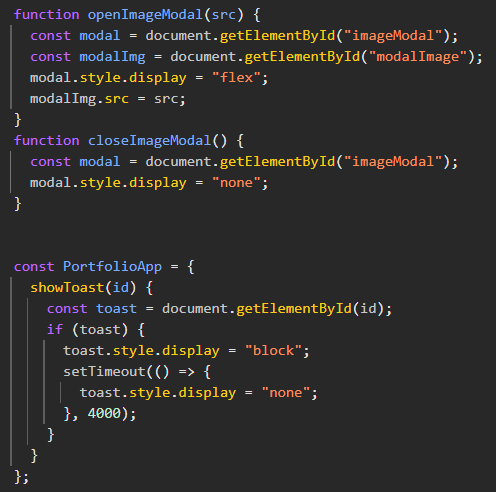 function openImageModal(src) {
  const modal = document.getElementById("imageModal");
  const modalImg = document.getElementById("modalImage");
  modal.style.display = "flex";
  modalImg.src = src;
}
function closeImageModal() {
  const modal = document.getElementById("imageModal");
  modal.style.display = "none";
}
const PortfolioApp = {
  showToast(id) {
    const toast = document.getElementById(id);
    if (toast) {
      toast.style.display = "block";
      setTimeout(() => {
        toast.style.display = "none";
      }, 4000);
    }
  }
};